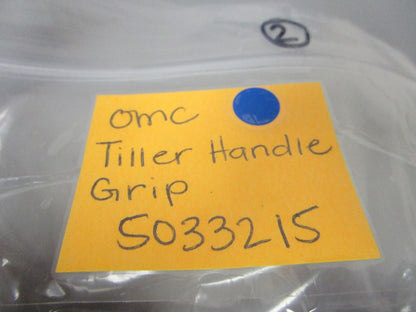 2
omc
Tiller Handle
Grip
5033215